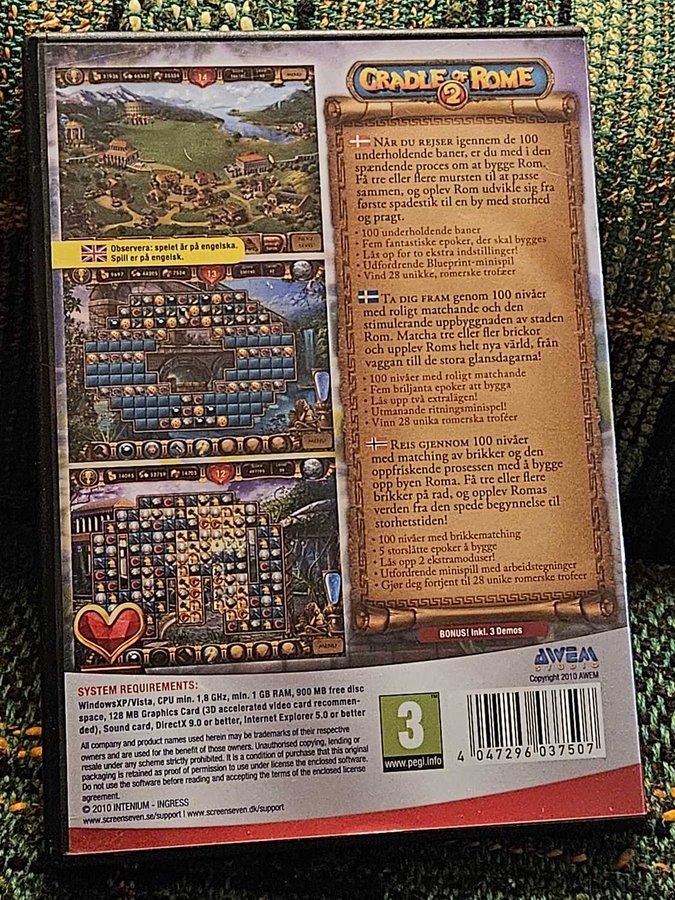 CRADLE OF ROME
2
NÅR DU REJSER igennem de 100
underholdende baner, er du med i den
spændende proces om at bygge Rom.
Få tre eller flere mursten til at passe
sammen, og oplev Rom udvikle sig fra
første spadestik til en by med storhed
og pragt.
• 100 underholdende baner
• Fem fantastiske epoker, der skal bygges
• Lås op for to ekstra indstillinger!
• Udfordrende Blueprint-minispil
• Vind 28 unikke, romerske trofæer
Observera: spelet är på engelska.
Spill er på engelsk.
TA DIG FRAM genom 100 nivåer
med roligt matchande och den
stimulerande uppbyggnaden av staden
Rom. Matcha tre eller fler brickor
och upplev Roms helt nya värld, från
vaggan till de stora glansdagarna!
• 100 nivåer med roligt matchande
• Fem briljanta epoker att bygga
• Lås upp två extralägen!
• Utmanande ritningsminispel!
• Vinn 28 unika romerska troféer
REIS GJENNOM 100 nivåer
med matching av brikker og den
oppfriskende prosessen med å bygge
opp byen Roma. Få tre eller flere
brikker på rad, og opplev Romas
verden fra den spede begynnelse til
storhetstiden!
• 100 nivåer med brikkematching
• 5 storslåtte epoker å bygge
• Lås opp 2 ekstramoduser!
• Utfordrende minispill med arbeidstegninger
• Gjør deg fortjent til 28 unike romerske trofeer
BONUS! Inkl. 3 Demos
14
MENU
NEXT LEVEL
13
MENU
12
MENU
AWEM
STUDIO
Copyright 2010 AWEM
SYSTEM REQUIREMENTS:
WindowsXP/Vista, CPU min. 1,8 GHz, min. 1 GB RAM, 900 MB free disc
space, 128 MB Graphics Card (3D accelerated video card recommen-
ded), Sound card, DirectX 9.0 or better, Internet Explorer 5.0 or better
All company and product names used herein may be trademarks of their respective
owners and are used for the benefit of those owners. Unauthorised copying, lending or
resale under any scheme strictly prohibited. It is a condition of purchase that this original
packaging is retained as proof of permission to use under license the enclosed software.
Do not use the software before reading and accepting the terms of the enclosed license
agreement.
© 2010 INTENIUM - INGRESS
www.screenseven.se/support | www.screenseven.dk/support
3
™
www.pegi.info
4 047296 037507